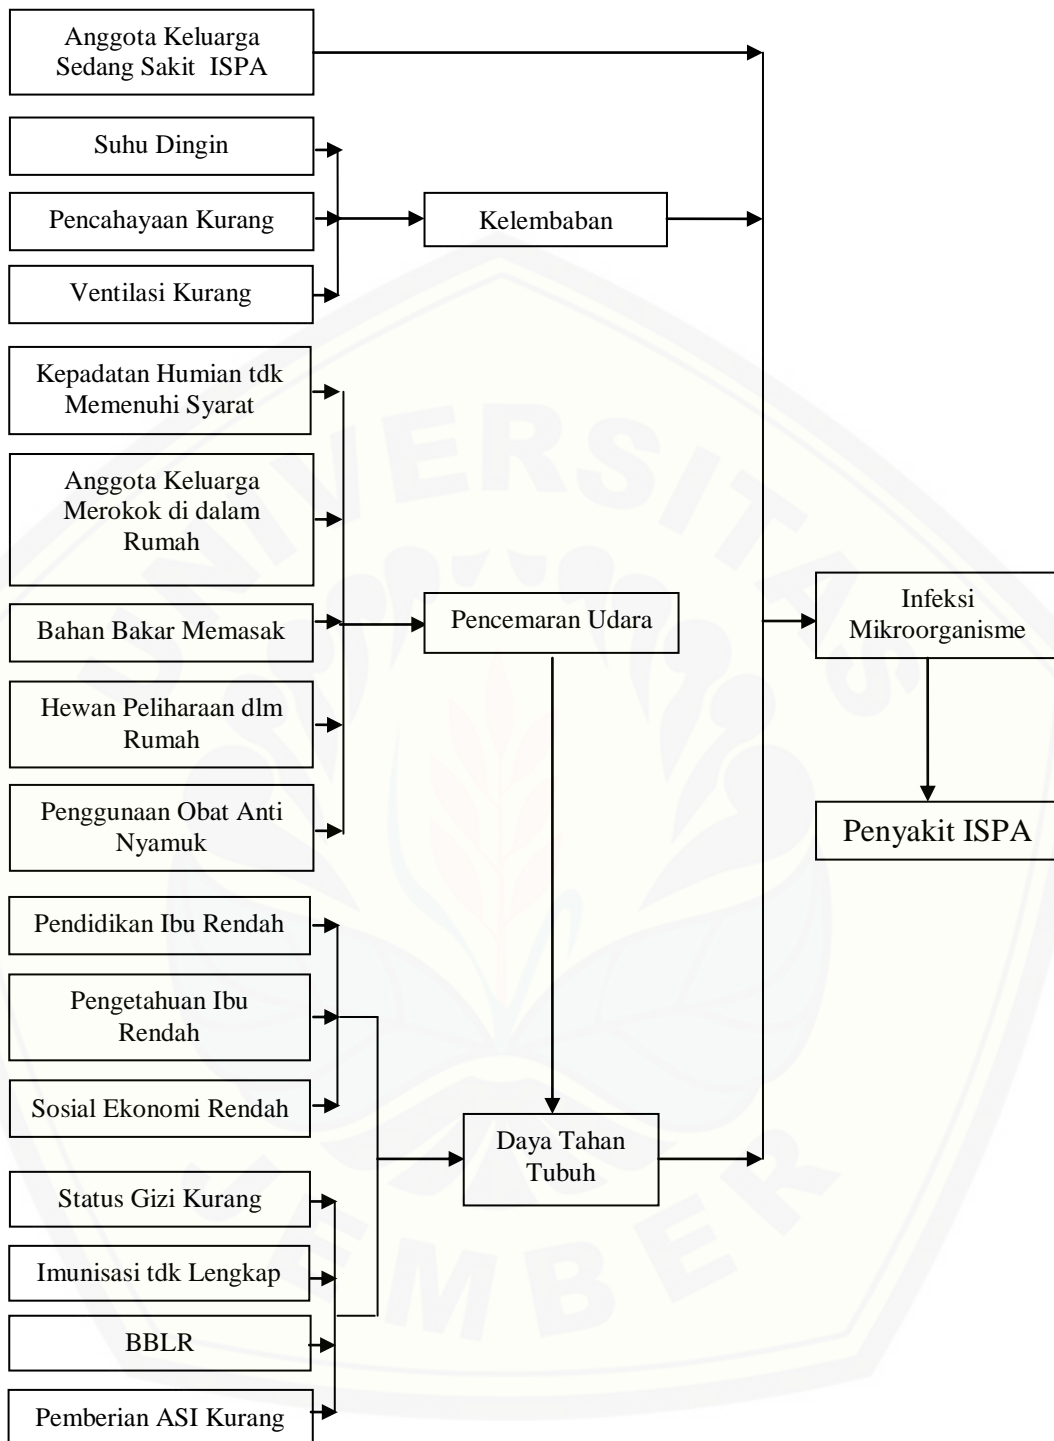 Anggota Keluarga
Sedang Sakit ISPA
Suhu Dingin
Pencahayaan Kurang
Kelembaban
Ventilasi Kurang
Kepadatan Humian tdk
Memenuhi Syarat
Anggota Keluarga
Merokok di dalam
Rumah
Bahan Bakar Memasak
Pencemaran Udara
Infeksi
Mikroorganisme
Hewan Peliharaan dlm
Rumah
Penggunaan Obat Anti
Nyamuk
Penyakit ISPA
Pendidikan Ibu Rendah
Pengetahuan Ibu
Rendah
Sosial Ekonomi Rendah
Daya Tahan
Tubuh
Status Gizi Kurang
Imunisasi tdk Lengkap
BBLR
Pemberian ASI Kurang
UNIVERSITAS
JEMBER